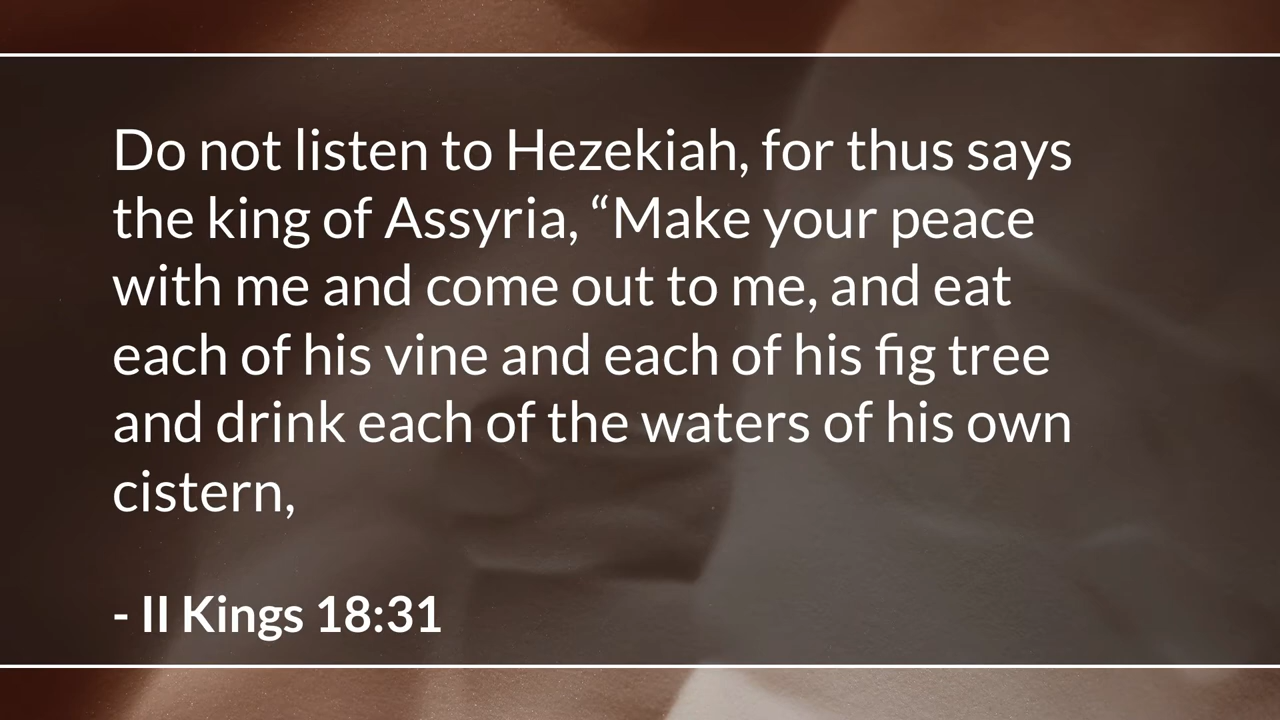 Do not listen to Hezekiah, for thus says
the king of Assyria, “Make your peace
with me and come out to me, and eat
each of his vine and each of his fig tree
and drink each of the waters of his own
cistern,
- II Kings 18:31